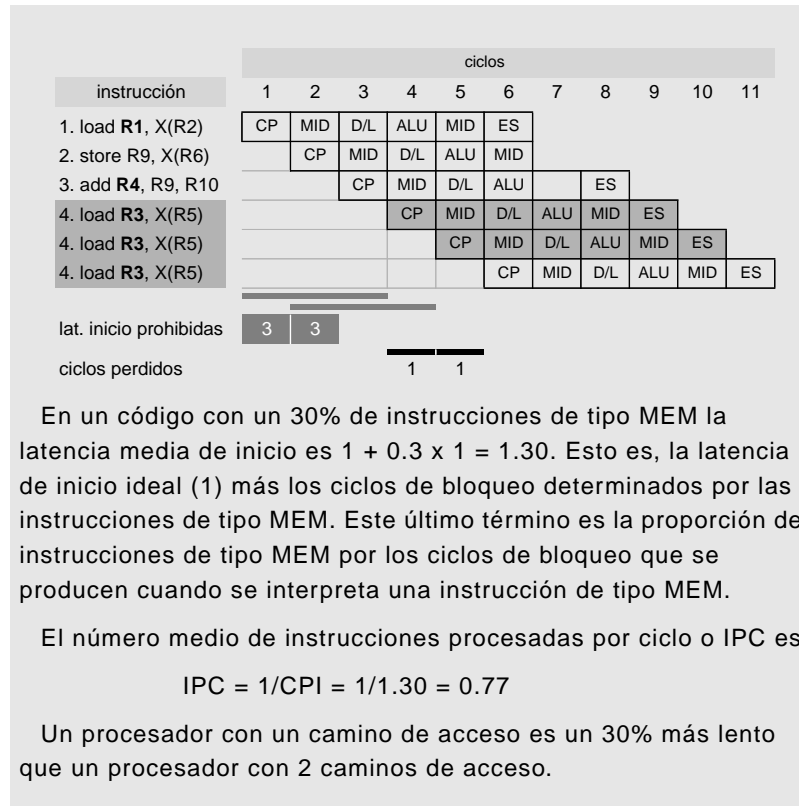 ciclos
instrucción 1 2 3 4 5 6 7 8 9 10 11
1. load R1, X(R2) CP MID D/L ALU MID ES
2. store R9, X(R6) CP MID D/L ALU MID
3. add R4, R9, R10 CP MID D/L ALU ES
4. load R3, X(R5) CP MID D/L ALU MID ES
4. load R3, X(R5) CP MID D/L ALU MID ES
4. load R3, X(R5) CP MID D/L ALU MID ES
lat. inicio prohibidas 3 3
ciclos perdidos 1 1
En un código con un 30% de instrucciones de tipo MEM la
latencia media de inicio es 1 + 0.3 x 1 = 1.30. Esto es, la latencia
de inicio ideal (1) más los ciclos de bloqueo determinados por las
instrucciones de tipo MEM. Este último término es la proporción de
instrucciones de tipo MEM por los ciclos de bloqueo que se
producen cuando se interpreta una instrucción de tipo MEM.
El número medio de instrucciones procesadas por ciclo o IPC es
IPC = 1/CPI = 1/1.30 = 0.77
Un procesador con un camino de acceso es un 30% más lento
que un procesador con 2 caminos de acceso.